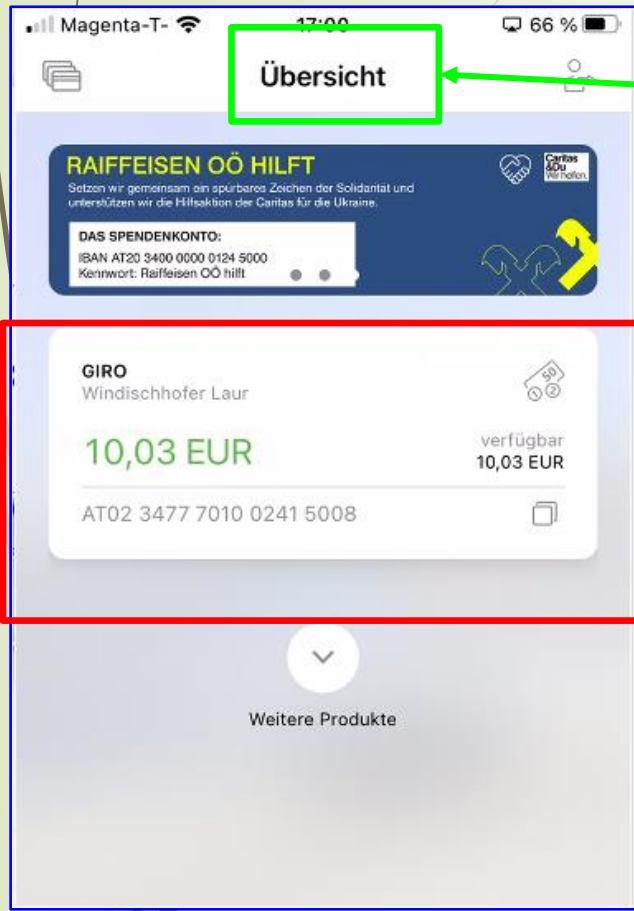 Magenta-T- 17:00 66 %
Übersicht
RAIFFEISEN OÖ HILFT
Setzen wir gemeinsam ein spürbares Zeichen der Solidarität und
unterstützen wir die Hilfsaktion der Caritas für die Ukraine.
Caritas
&Du
Wir helfen.
DAS SPENDENKONTO:
IBAN AT20 3400 0000 0124 5000
Kennwort: Raiffeisen OÖ hilft
GIRO
Windischhofer Laur
50
1 2
10,03 EUR
verfügbar
10,03 EUR
AT02 3477 7010 0241 5008
Weitere Produkte